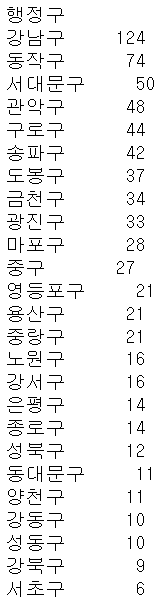 행정구
강남구 124
동작구 74
서대문구 50
관악구 48
구로구 44
송파구 42
도봉구 37
금천구 34
광진구 33
마포구 28
중구 27
영등포구 21
용산구 21
중랑구 21
노원구 16
강서구 16
은평구 14
종로구 14
성북구 12
동대문구 11
양천구 11
강동구 10
성동구 10
강북구 9
서초구 6